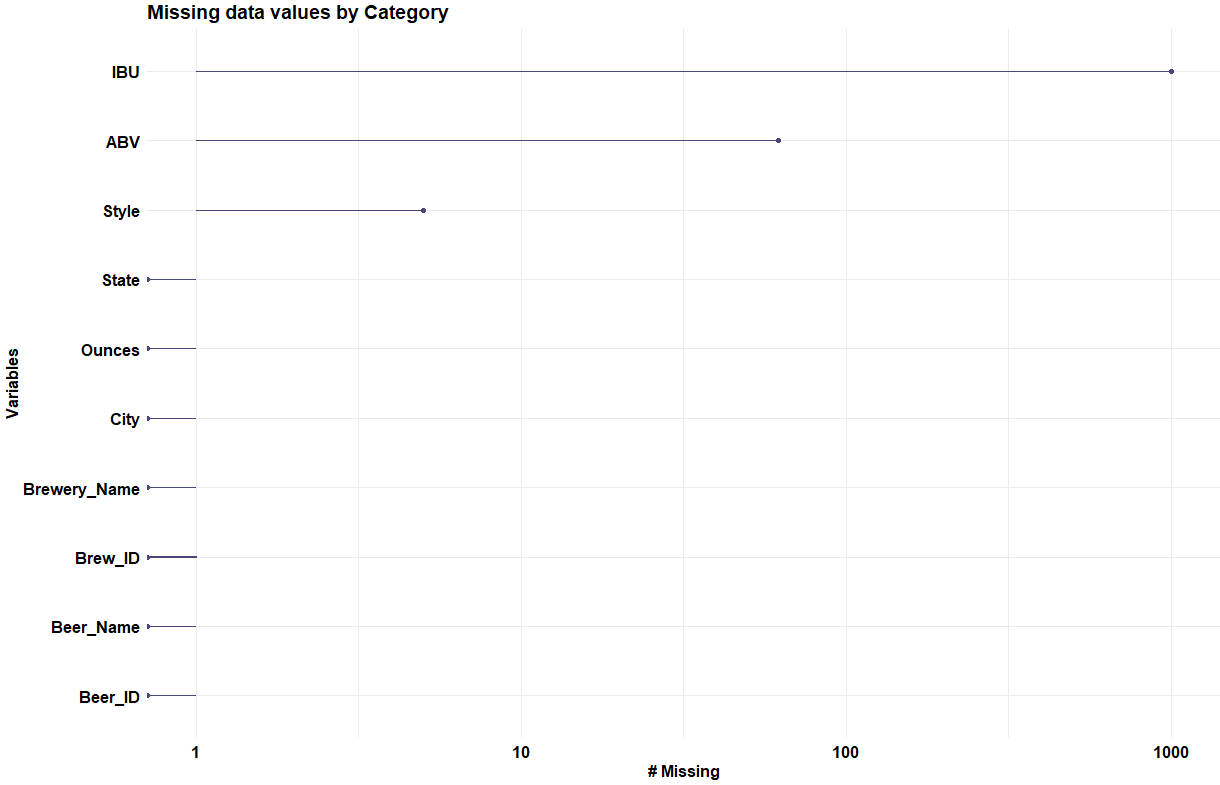 Missing data values by Category
IBU
ABV
Style
State
Ounces
City
Brewery_Name
Brew_ID
Beer_Name
Beer_ID
Variables
1 10 100 1000
# Missing